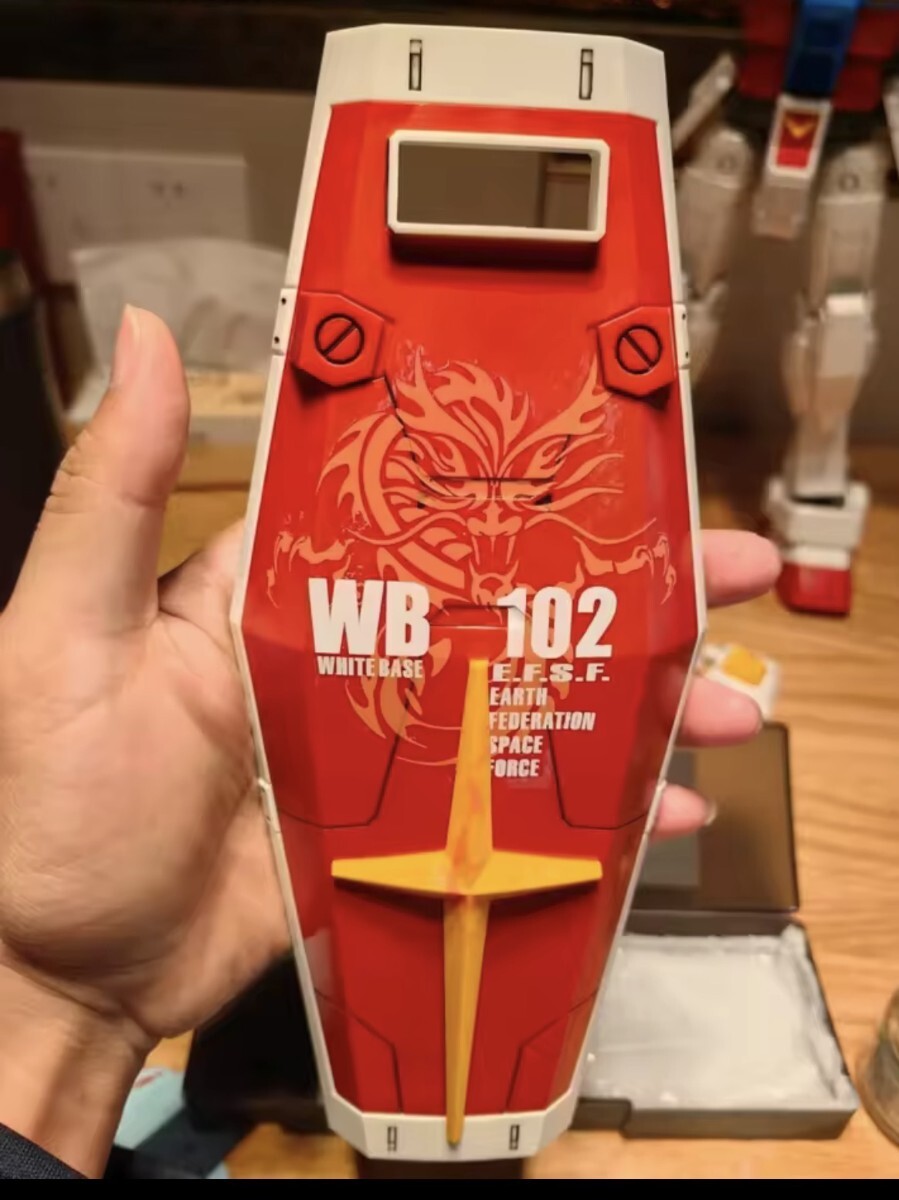 WB 102
WHITE BASE
E.F.S.F.
EARTH
FEDERATION
SPACE
FORCE